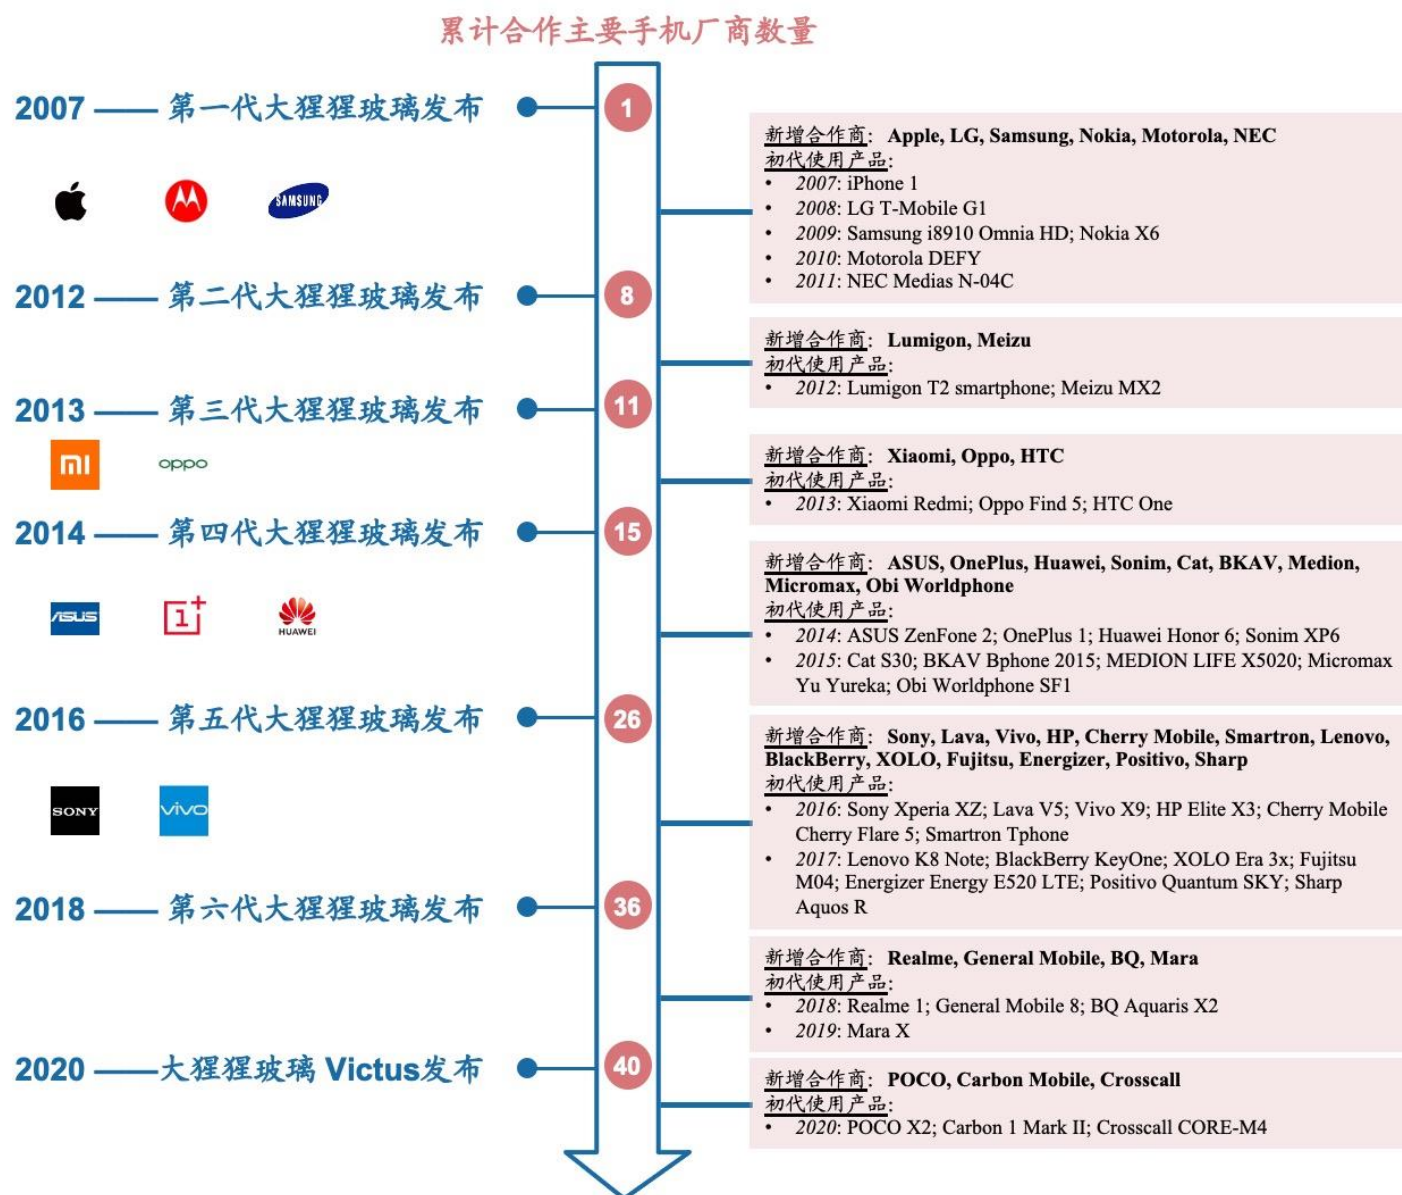 累计合作主要手机厂商数量
2007 —— 第一代大猩猩玻璃发布
1
新增合作商: Apple, LG, Samsung, Nokia, Motorola, NEC
初代使用产品:
• 2007: iPhone 1
• 2008: LG T-Mobile G1
• 2009: Samsung i8910 Omnia HD; Nokia X6
• 2010: Motorola DEFY
• 2011: NEC Medias N-04C
SAMSUNG
2012 —— 第二代大猩猩玻璃发布
8
新增合作商: Lumigon, Meizu
初代使用产品:
• 2012: Lumigon T2 smartphone; Meizu MX2
2013 —— 第三代大猩猩玻璃发布
11
mi
oppo
新增合作商: Xiaomi, Oppo, HTC
初代使用产品:
• 2013: Xiaomi Redmi; Oppo Find 5; HTC One
2014 —— 第四代大猩猩玻璃发布
15
新增合作商: ASUS, OnePlus, Huawei, Sonim, Cat, BKAV, Medion,
Micromax, Obi Worldphone
初代使用产品:
• 2014: ASUS ZenFone 2; OnePlus 1; Huawei Honor 6; Sonim XP6
• 2015: Cat S30; BKAV Bphone 2015; MEDION LIFE X5020; Micromax
Yu Yureka; Obi Worldphone SF1
ASUS
1+
HUAWEI
2016 —— 第五代大猩猩玻璃发布
26
新增合作商: Sony, Lava, Vivo, HP, Cherry Mobile, Smartron, Lenovo,
BlackBerry, XOLO, Fujitsu, Energizer, Positivo, Sharp
初代使用产品:
• 2016: Sony Xperia XZ; Lava V5; Vivo X9; HP Elite X3; Cherry Mobile
Cherry Flare 5; Smartron Tphone
• 2017: Lenovo K8 Note; BlackBerry KeyOne; XOLO Era 3x; Fujitsu
M04; Energizer Energy E520 LTE; Positivo Quantum SKY; Sharp
Aquos R
SONY
vivo
2018 —— 第六代大猩猩玻璃发布
36
新增合作商: Realme, General Mobile, BQ, Mara
初代使用产品:
• 2018: Realme 1; General Mobile 8; BQ Aquaris X2
• 2019: Mara X
2020 ——大猩猩玻璃 Victus发布
40
新增合作商: POCO, Carbon Mobile, Crosscall
初代使用产品:
• 2020: POCO X2; Carbon 1 Mark II; Crosscall CORE-M4